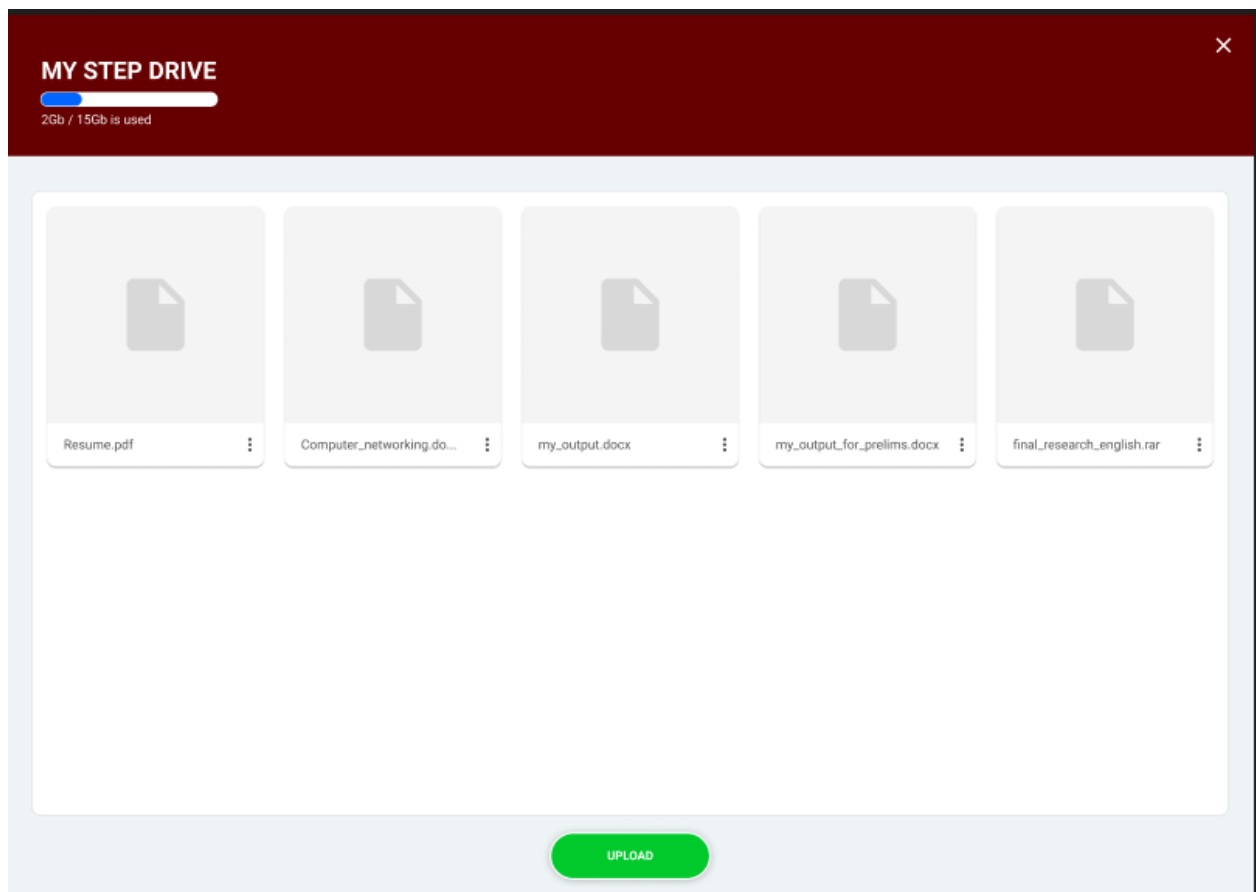 MY STEP DRIVE
2Gb / 15Gb is used
Resume.pdf
Computer_networking.do...
my_output.docx
my_output_for_prelims.docx
final_research_english.rar
UPLOAD